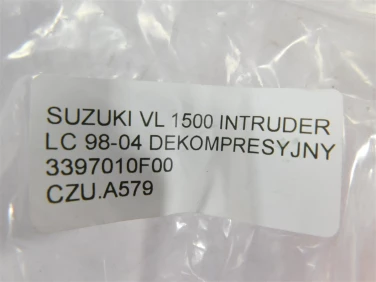 SUZUKI VL 1500 INTRUDER
LC 98-04 DEKOMPRESYJNY
3397010F00
CZU.A579